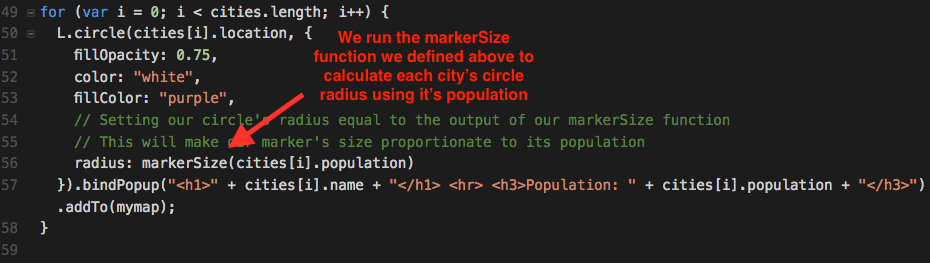 49 for (var i = 0; i < cities.length; i++) {
50 L.circle(cities[i].location, {
51 fillOpacity: 0.75,
52 color: "white",
53 fillColor: "purple",
54 // Setting our circle's radius equal to the output of our markerSize function
55 // This will make our marker's size proportionate to its population
56 radius: markerSize(cities[i].population)
57 }).bindPopup("<h1>" + cities[i].name + "</h1> <hr> <h3>Population: " + cities[i].population + "</h3>")
.addTo(mymap);
58 }
59
We run the markerSize
function we defined above to
calculate each city's circle
radius using it's population